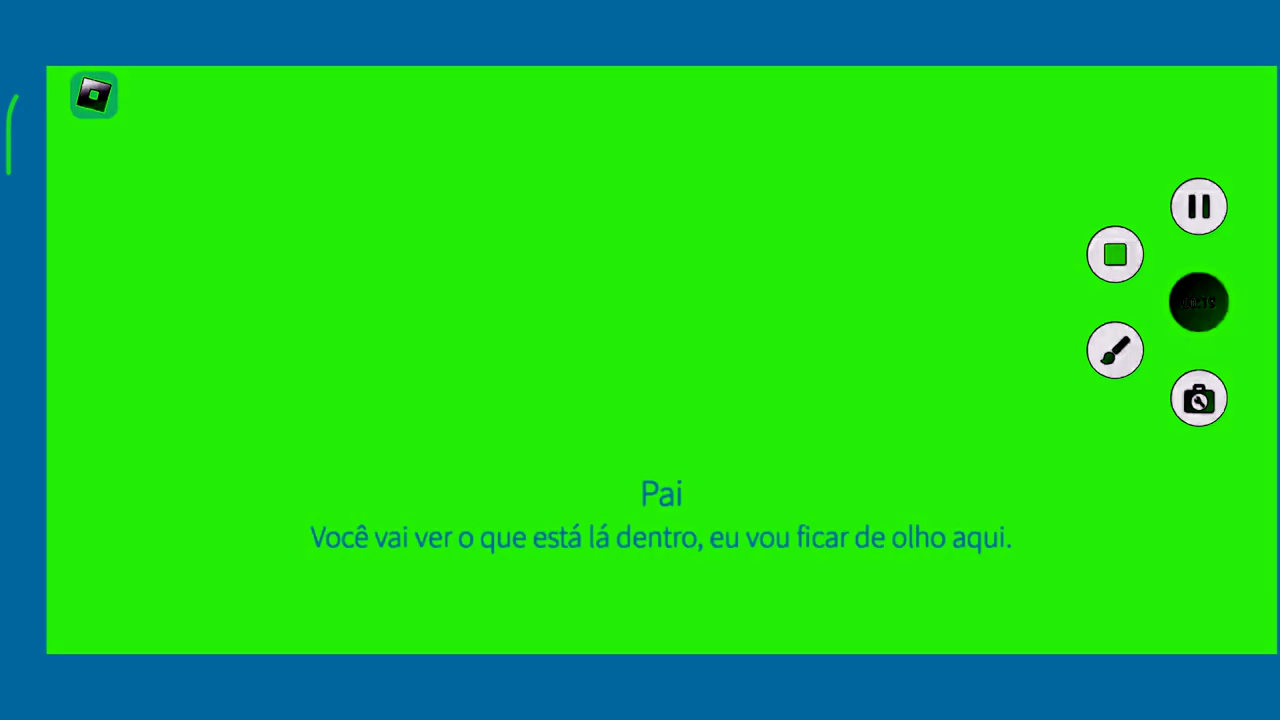 Pai
Você vai ver o que está lá dentro, eu vou ficar de olho aqui.